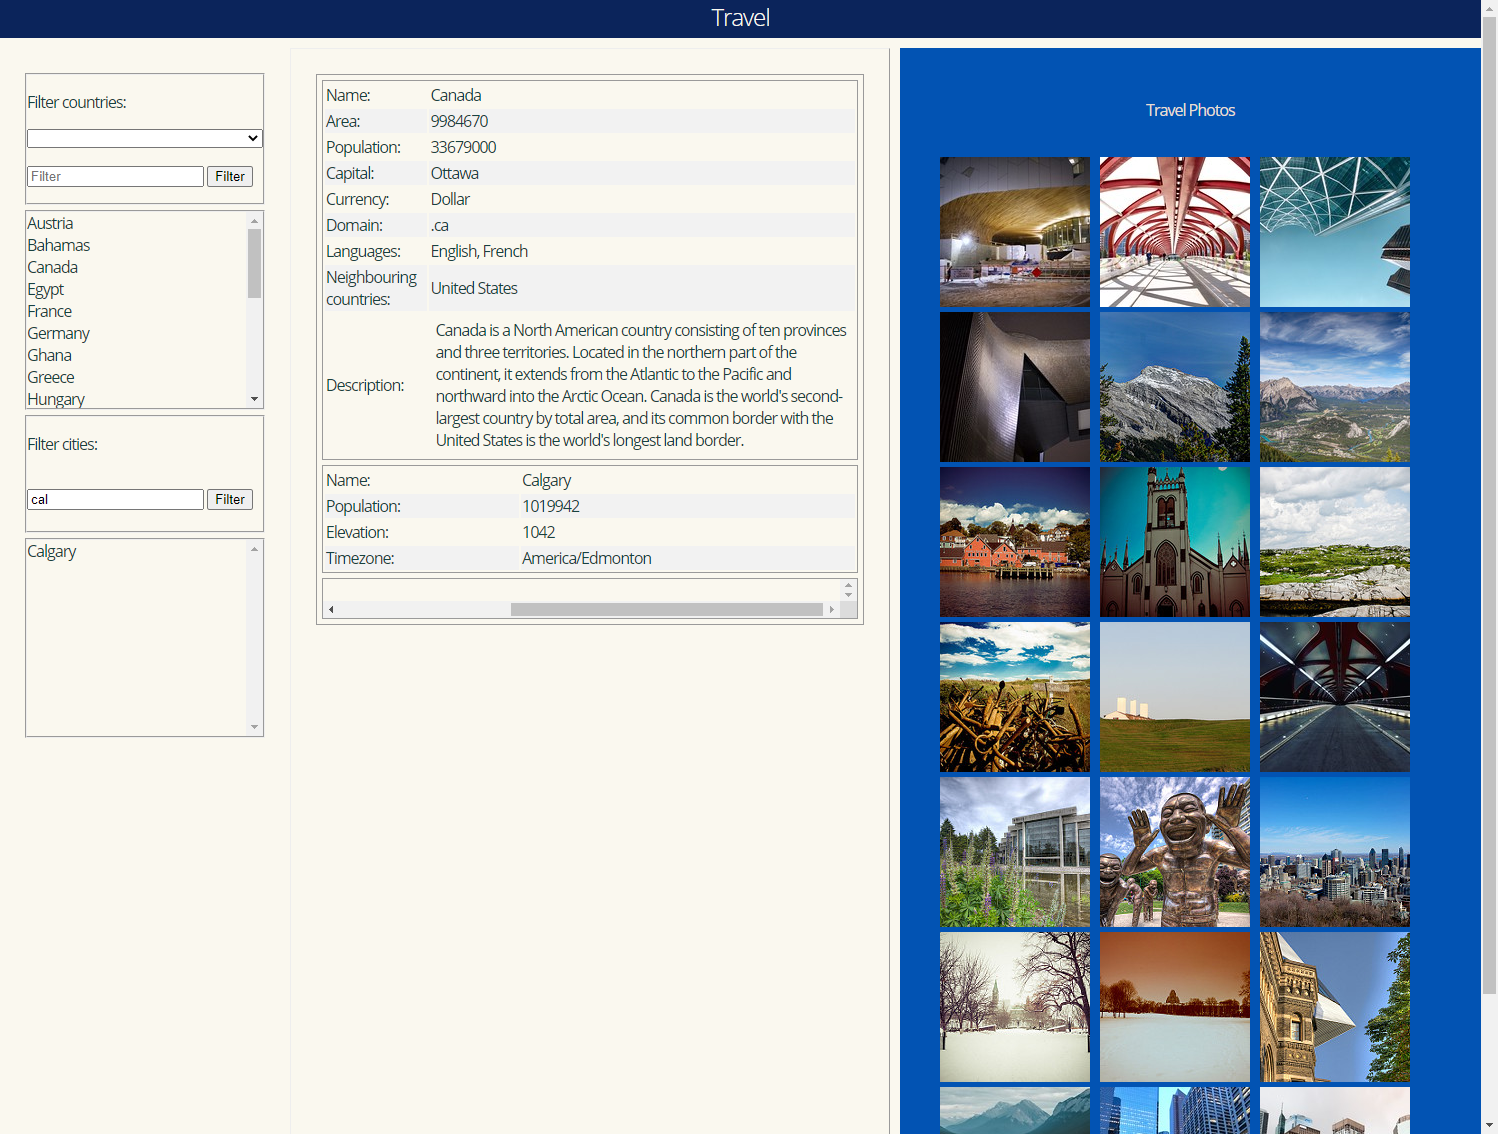 Travel
Filter countries:
Filter
Filter
Austria
Bahamas
Canada
Egypt
France
Germany
Ghana
Greece
Hungary
Filter cities:
cal
Filter
Calgary
Name: Canada
Area: 9984670
Population: 33679000
Capital: Ottawa
Currency: Dollar
Domain: .ca
Languages: English, French
Neighbouring
countries: United States
Description:
Canada is a North American country consisting of ten provinces
and three territories. Located in the northern part of the
continent, it extends from the Atlantic to the Pacific and
northward into the Arctic Ocean. Canada is the world's second-
largest country by total area, and its common border with the
United States is the world's longest land border.
Name: Calgary
Population: 1019942
Elevation: 1042
Timezone: America/Edmonton
Travel Photos